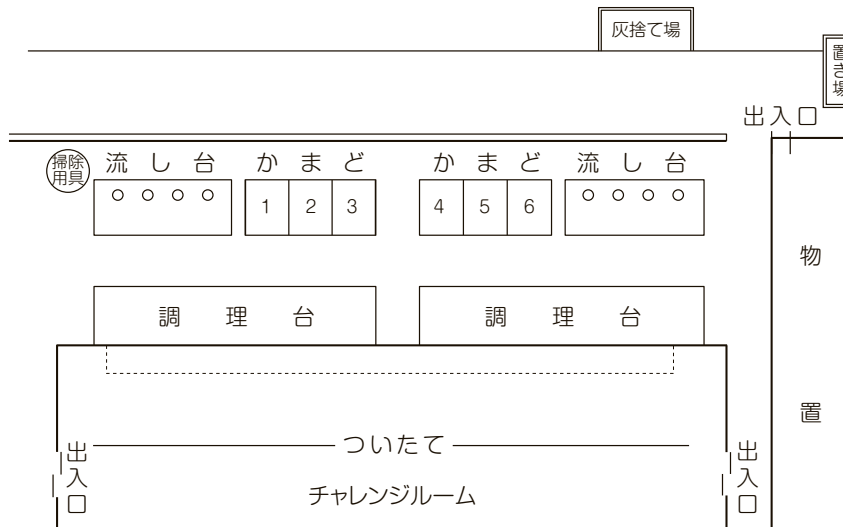 灰捨て場
置き場
出入口
掃除
用具
流し台
かまど
かまど
流し台
1 2 3
4 5 6
調理台
調理台
物置
ついたて
出入口
出入口
チャレンジルーム